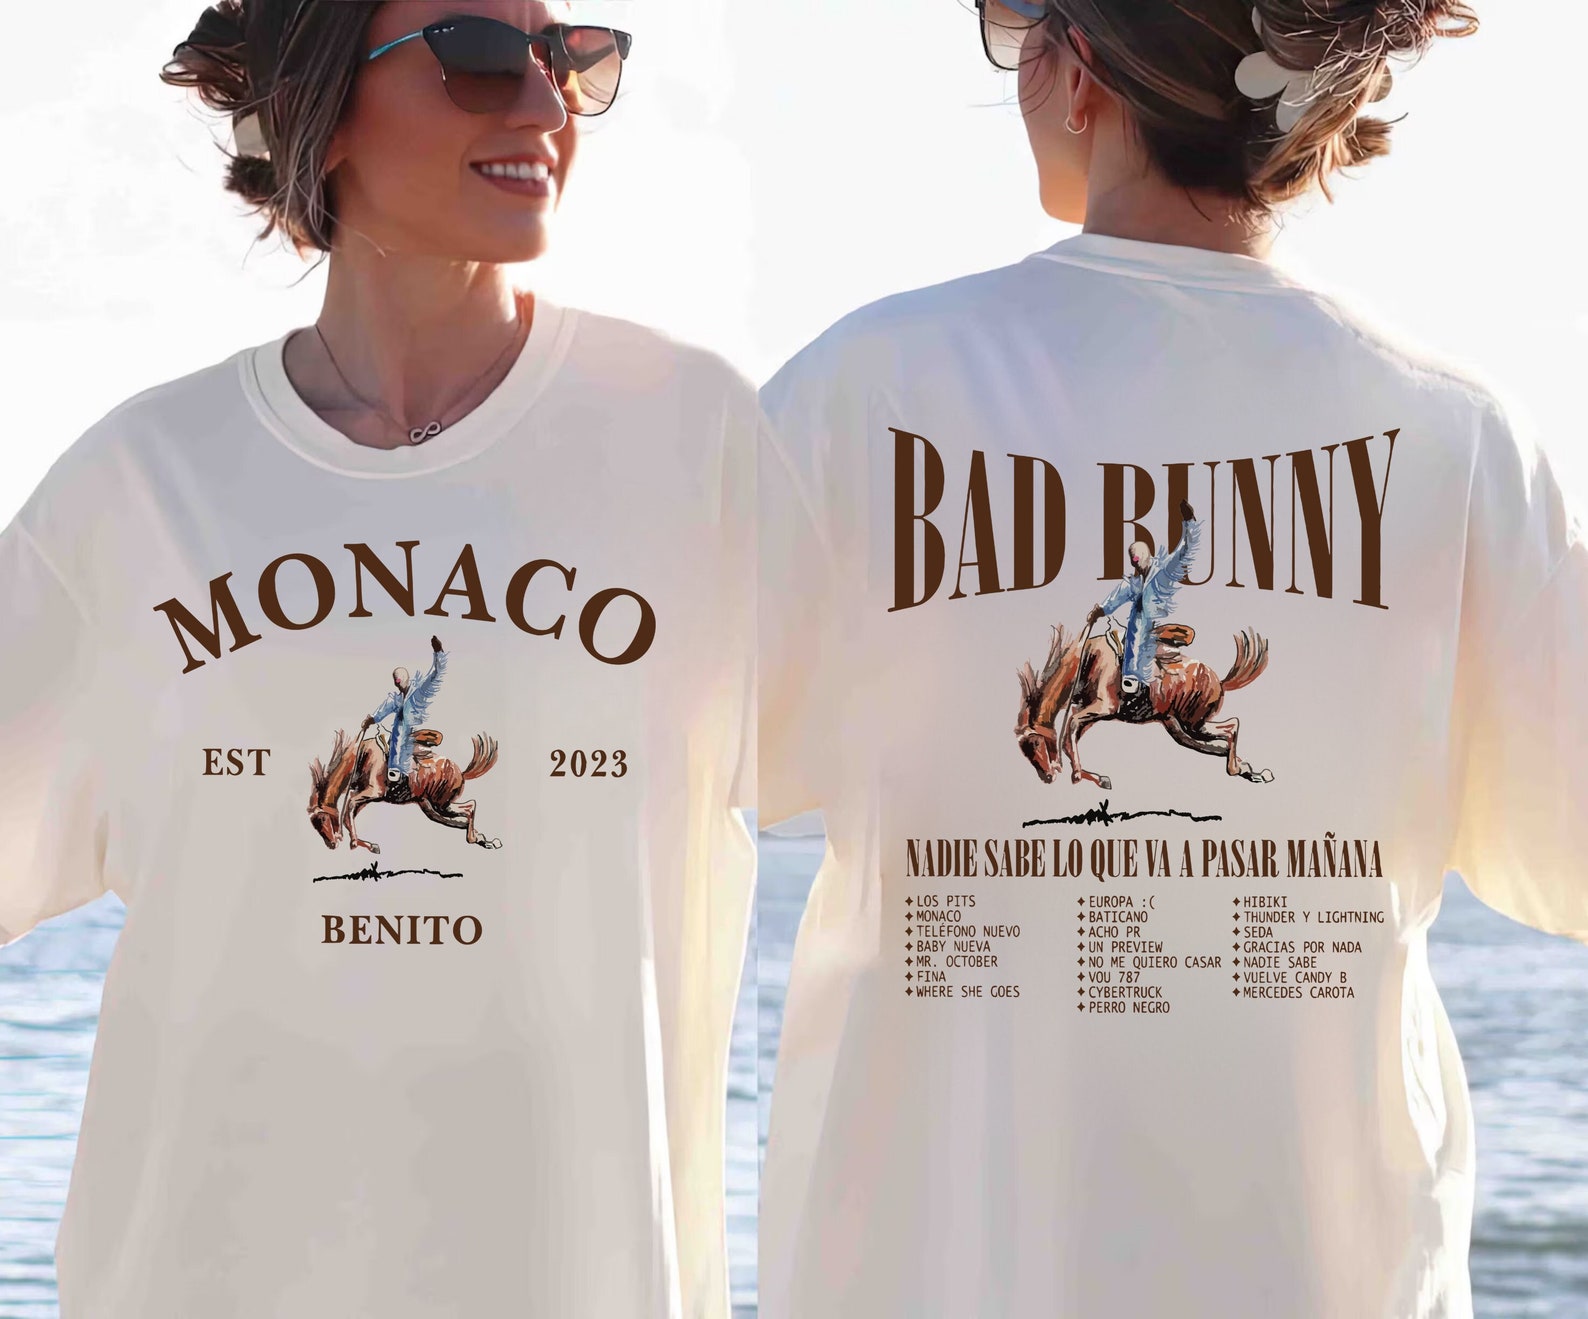 MONACO
EST 2023
BENITO
BAD BUNNY
NADIE SABE LO QUE VA A PASAR MAÑANA
✦LOS PITS
✦MONACO
✦TELÉFONO NUEVO
✦BABY NUEVA
✦MR. OCTOBER
✦FINA
✦WHERE SHE GOES
✦EUROPA :(
✦BATICANO
✦ACHO PR
✦UN PREVIEW
✦NO ME QUIERO CASAR
✦VOU 787
✦CYBERTRUCK
✦PERRO NEGRO
✦HIBIKI
✦THUNDER Y LIGHTNING
✦SEDA
✦GRACIAS POR NADA
✦NADIE SABE
✦VUELVE CANDY B
✦MERCEDES CAROTA